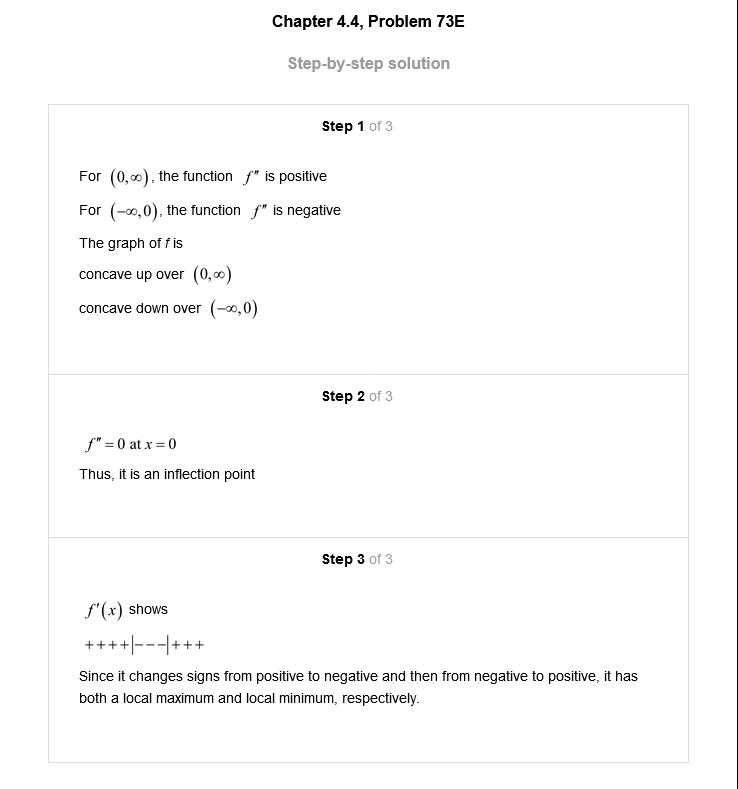 Chapter 4.4, Problem 73E
Step-by-step solution
Step 1 of 3
For (0,∞), the function f″ is positive
For (−∞,0), the function f″ is negative
The graph of f is
concave up over (0,∞)
concave down over (−∞,0)
Step 2 of 3
f″ = 0 at x = 0
Thus, it is an inflection point
Step 3 of 3
f′(x) shows
++++|−−−|+++
Since it changes signs from positive to negative and then from negative to positive, it has
both a local maximum and local minimum, respectively.